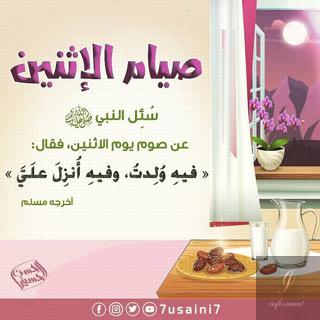 صيام الإثنين
سُئِل النبي ﷺ
عن صوم يوم الاثنين، فقال:
« فيهِ وُلِدتُ، وفيهِ أُنزِلَ علَيَّ »
أخرجه مسلم
7usaini7
informant